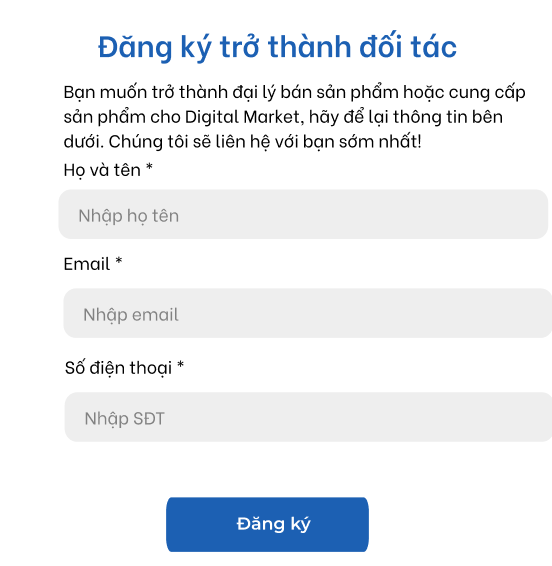 Đăng ký trở thành đối tác
Bạn muốn trở thành đại lý bán sản phẩm hoặc cung cấp
sản phẩm cho Digital Market, hãy để lại thông tin bên
dưới. Chúng tôi sẽ liên hệ với bạn sớm nhất!
Họ và tên *
Nhập họ tên
Email *
Nhập email
Số điện thoại *
Nhập SĐT
Đăng ký